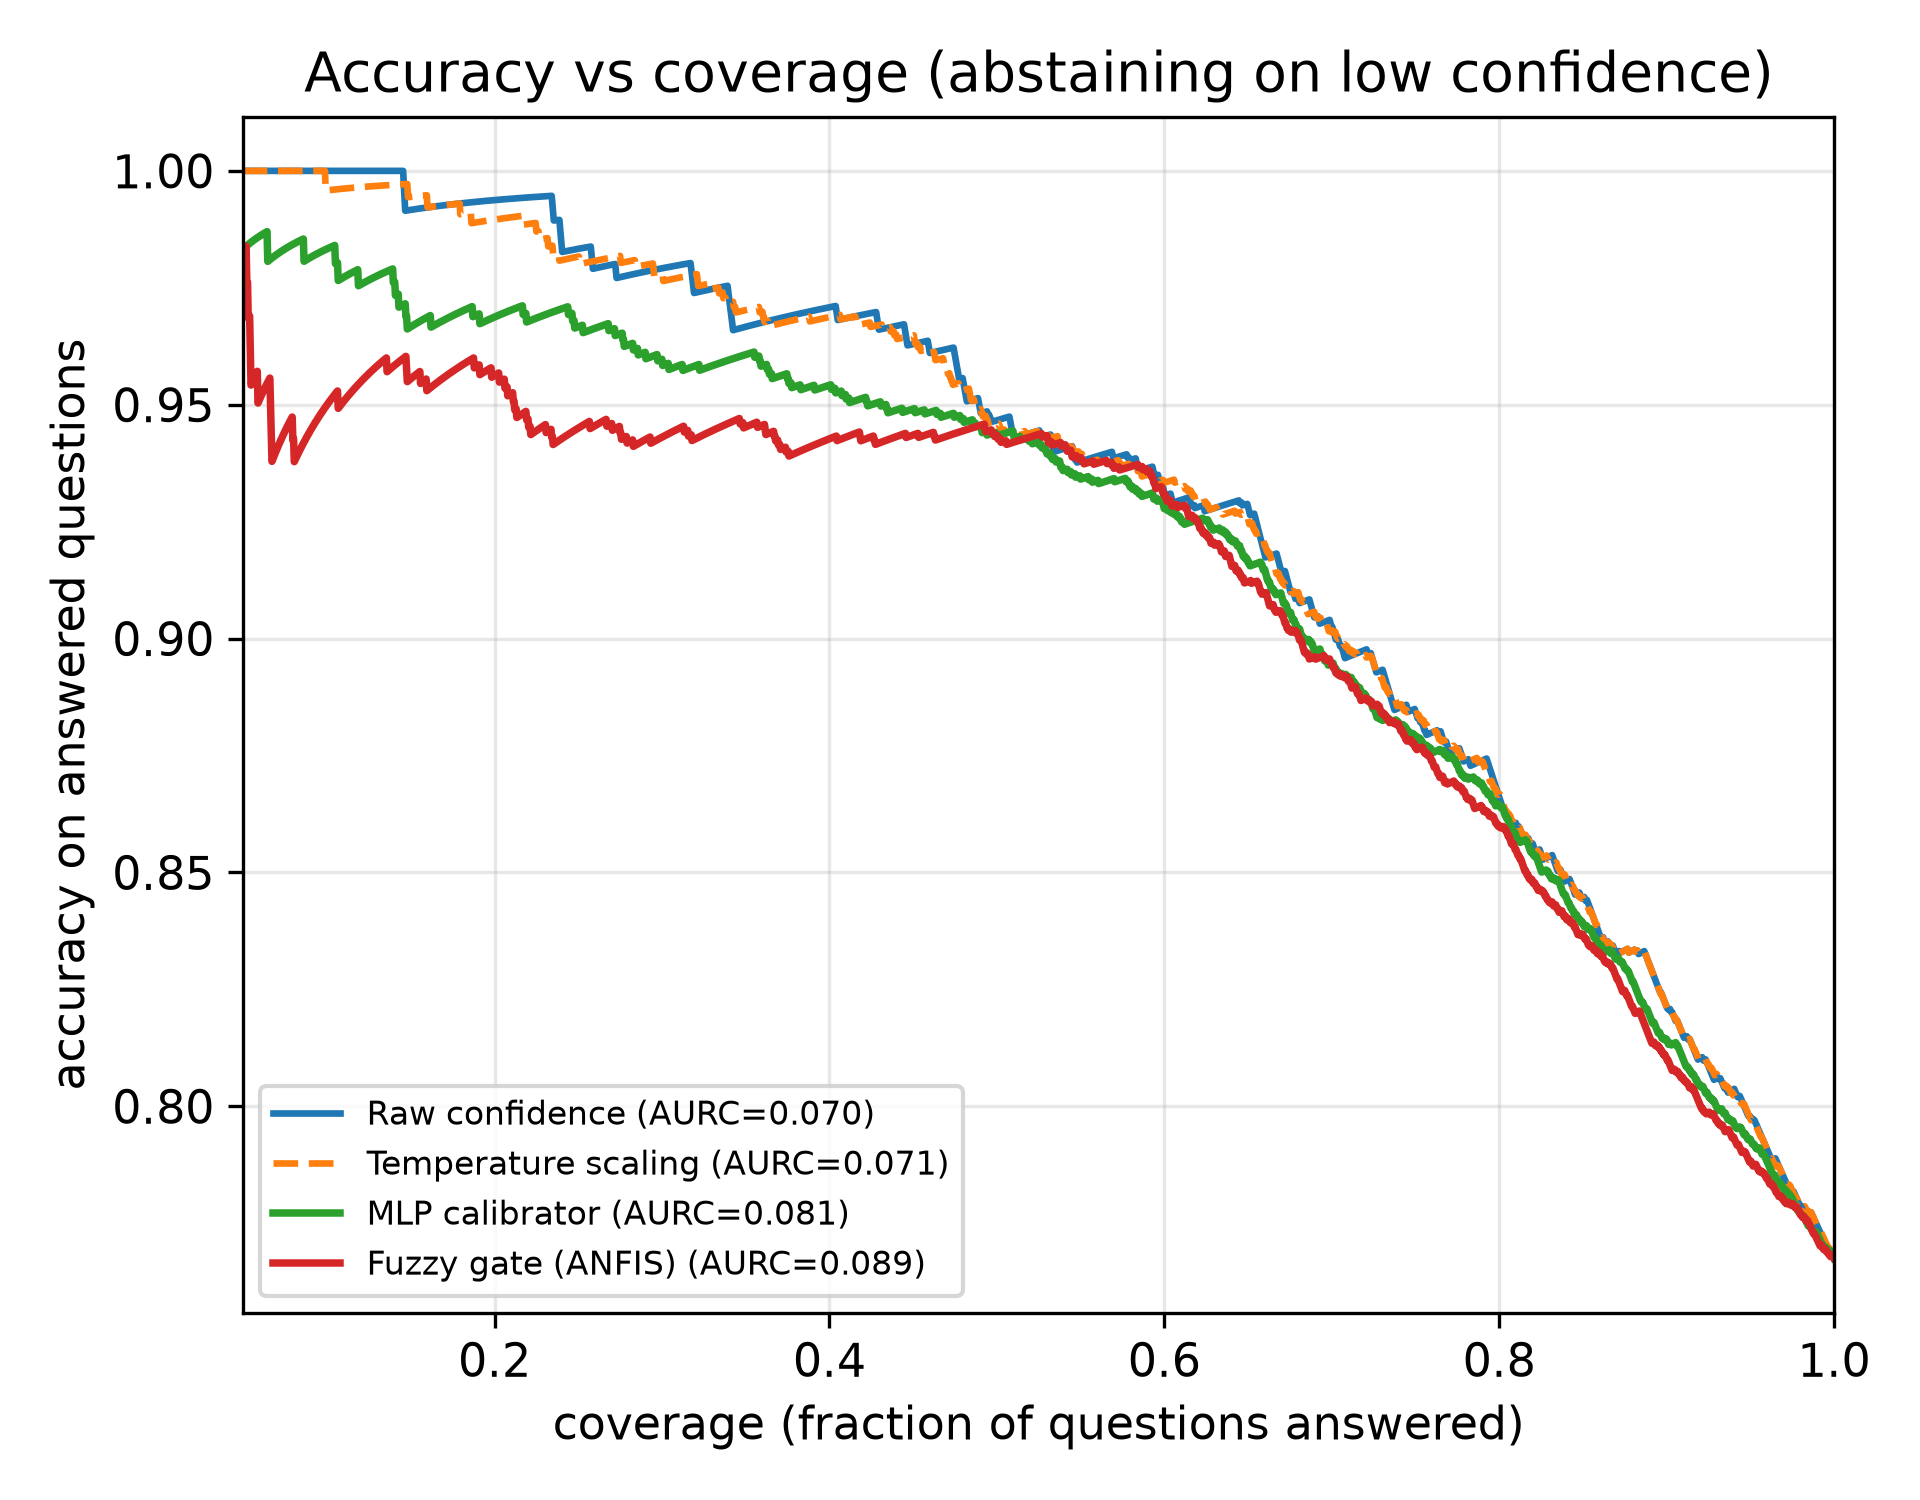 Accuracy vs coverage (abstaining on low confidence)
accuracy on answered questions
1.00
0.95
0.90
0.85
0.80
Raw confidence (AURC=0.070)
Temperature scaling (AURC=0.071)
MLP calibrator (AURC=0.081)
Fuzzy gate (ANFIS) (AURC=0.089)
0.2 0.4 0.6 0.8 1.0
coverage (fraction of questions answered)